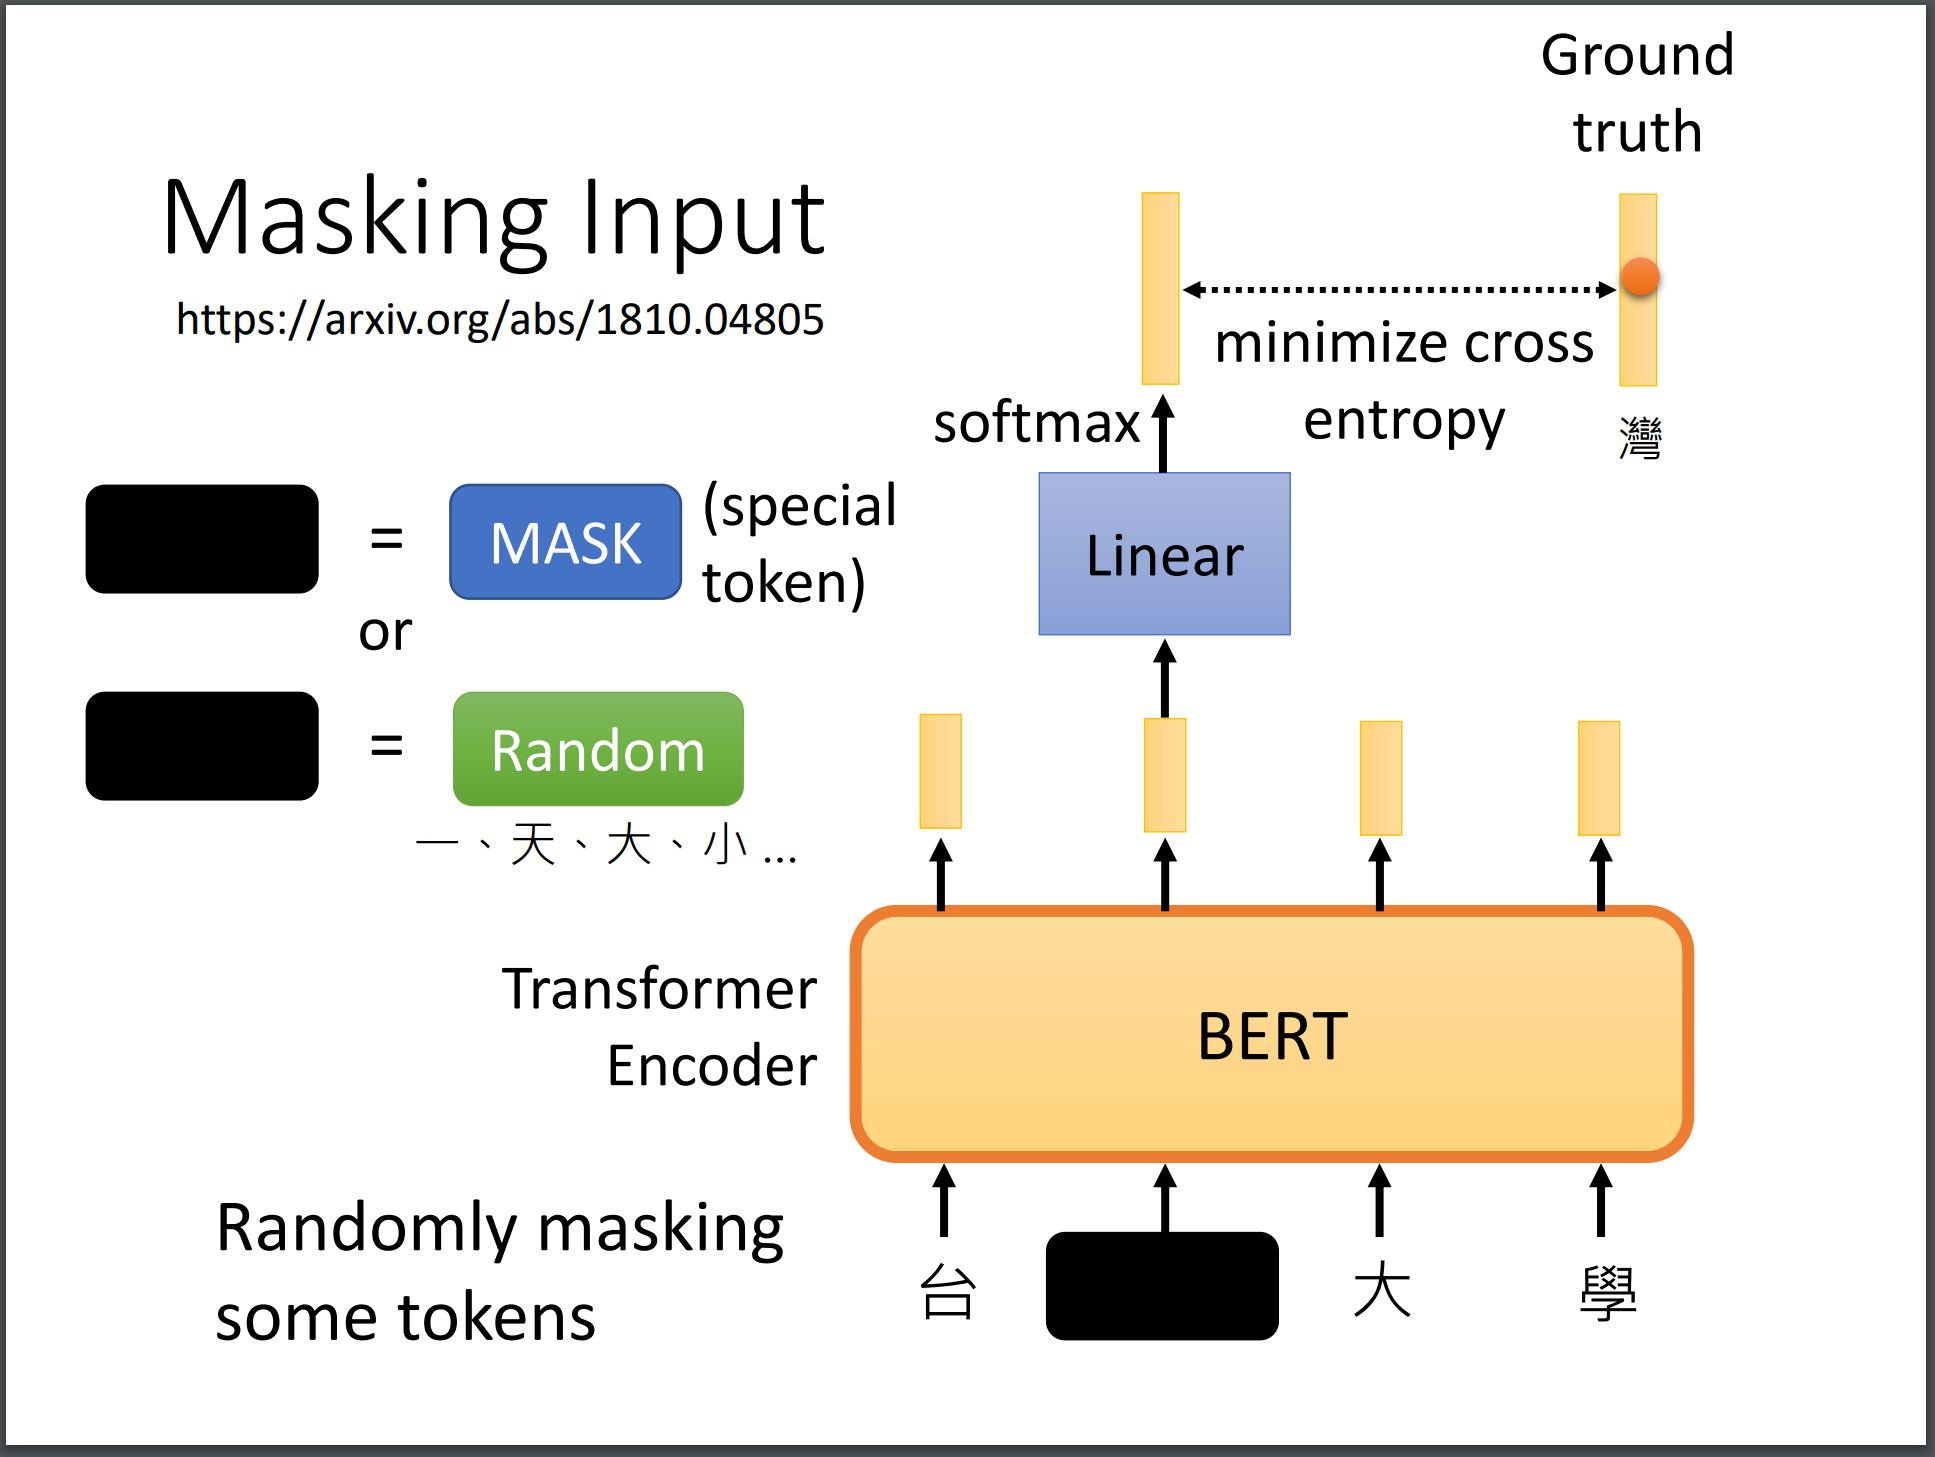 Masking Input
https://arxiv.org/abs/1810.04805
Ground
truth
minimize cross
entropy
softmax
灣
MASK
(special
token)
=
or
Linear
=
Random
一、天、大、小 ...
Transformer
Encoder
BERT
Randomly masking
some tokens
台 大 學